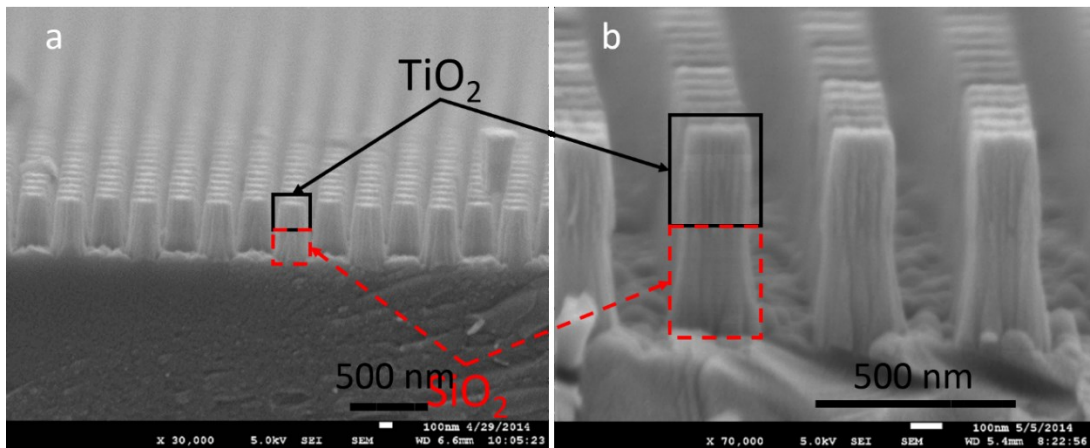 a
b
TiO2
500 nm
SiO2
500 nm
100nm 4/29/2014
X 30,000 5.0kV SEI SEM WD 6.6mm 10:05:23
100nm 5/5/2014
X 70,000 5.0kV SEI SEM WD 5.4mm 8:22:56